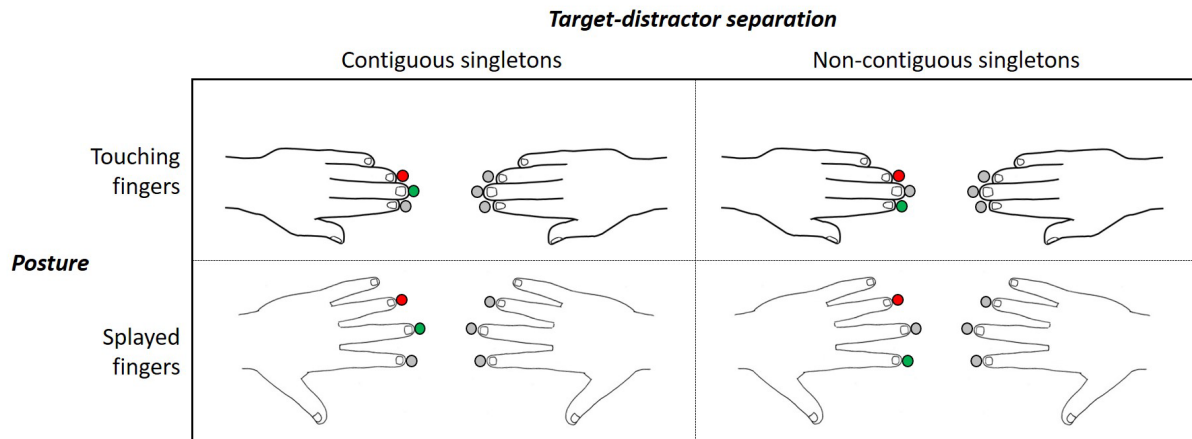 Target-distractor separation
Contiguous singletons
Non-contiguous singletons
Touching
fingers
Posture
Splayed
fingers